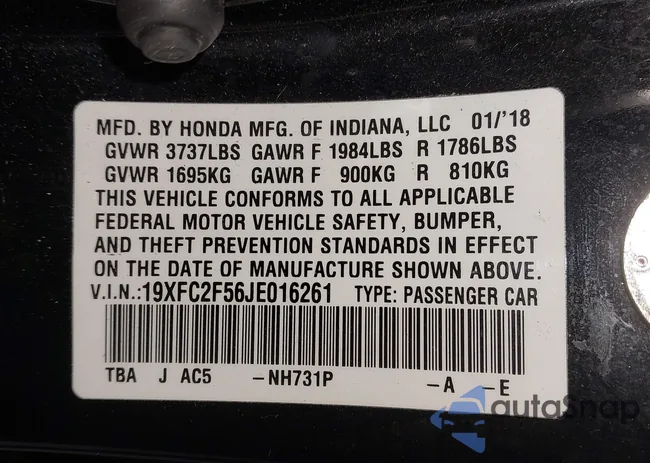 MFD. BY HONDA MFG. OF INDIANA, LLC 01/'18
GVWR 3737LBS GAWR F 1984LBS R 1786LBS
GVWR 1695KG GAWR F 900KG R 810KG
THIS VEHICLE CONFORMS TO ALL APPLICABLE
FEDERAL MOTOR VEHICLE SAFETY, BUMPER,
AND THEFT PREVENTION STANDARDS IN EFFECT
ON THE DATE OF MANUFACTURE SHOWN ABOVE.
V.I.N.:19XFC2F56JE016261 TYPE: PASSENGER CAR
TBA J AC5 -NH731P -A -E
autoSnap